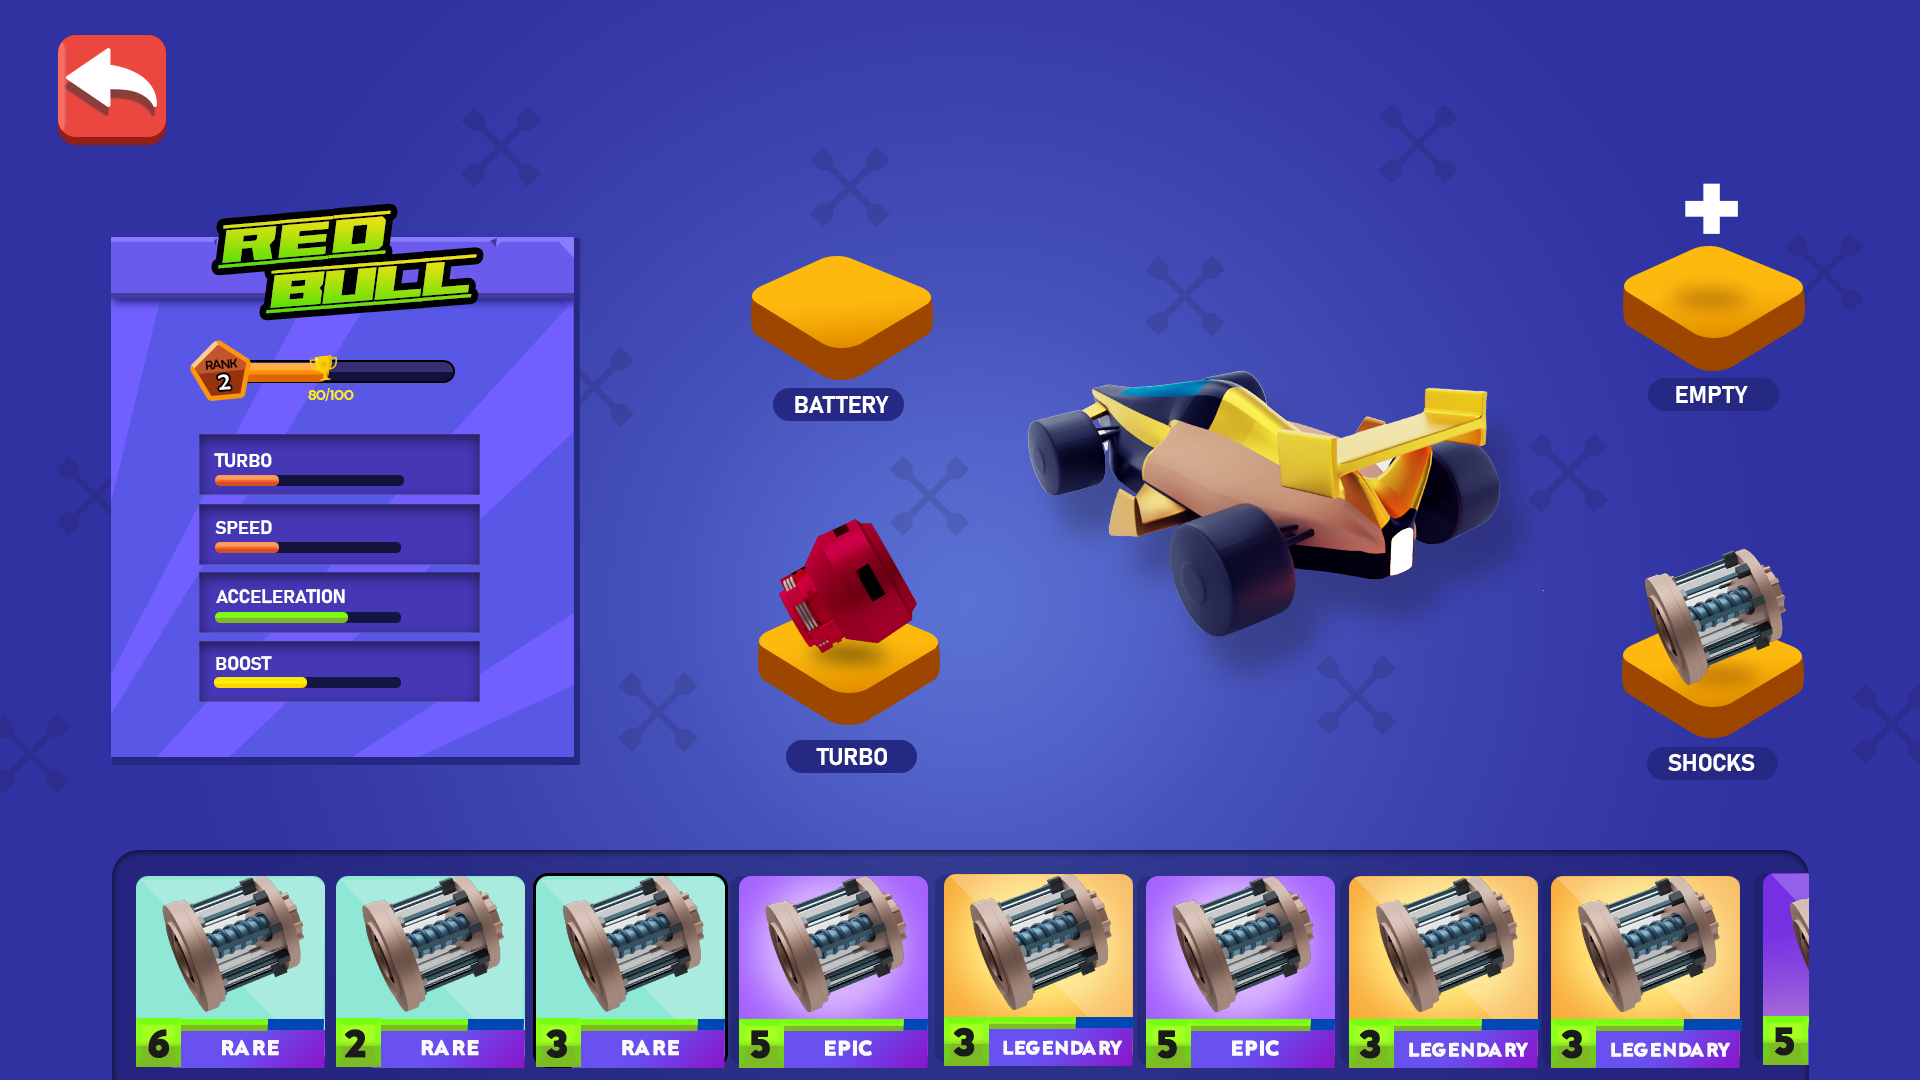 RED
BULL
RANK
2
80/100
TURBO
SPEED
ACCELERATION
BOOST
BATTERY
TURBO
EMPTY
SHOCKS
6 RARE
2 RARE
3 RARE
5 EPIC
3 LEGENDARY
5 EPIC
3 LEGENDARY
3 LEGENDARY
5